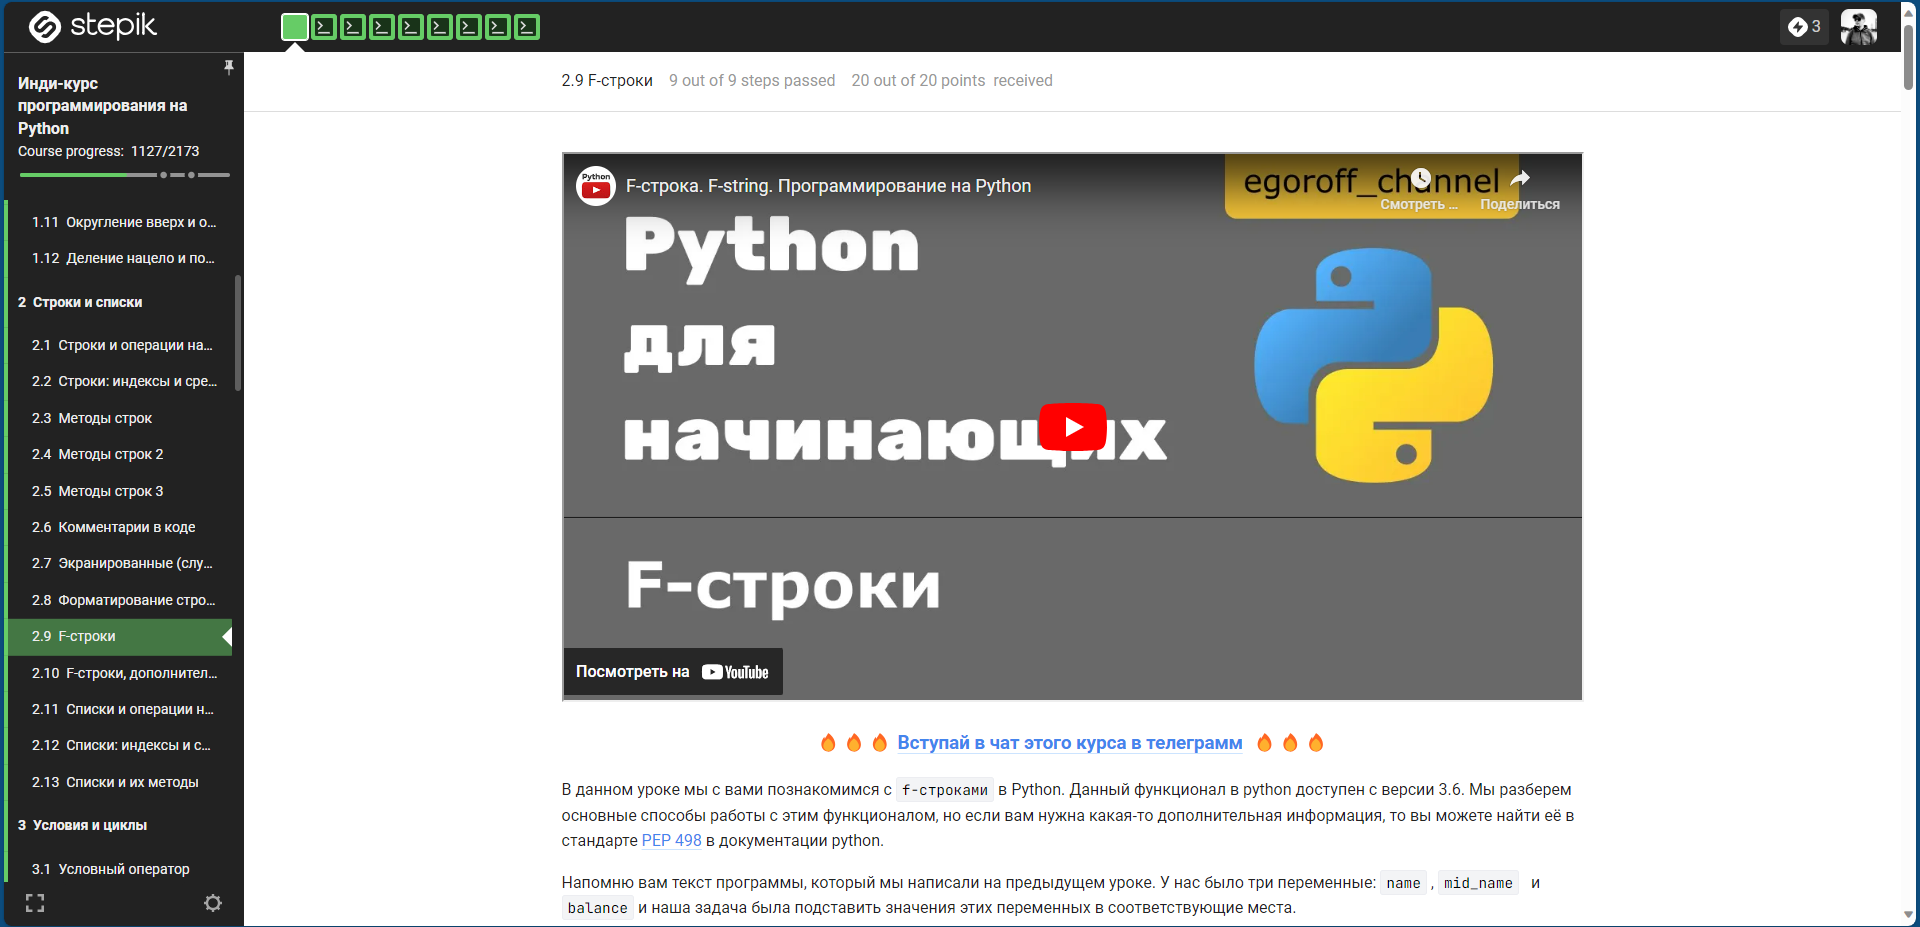 stepik
3
Инди-курс
программирования на
Python
Course progress: 1127/2173
1.11 Округление вверх и о...
1.12 Деление нацело и по...
2 Строки и списки
2.1 Строки и операции на...
2.2 Строки: индексы и сре...
2.3 Методы строк
2.4 Методы строк 2
2.5 Методы строк 3
2.6 Комментарии в коде
2.7 Экранированные (слу...
2.8 Форматирование стро...
2.9 F-строки
2.10 F-строки, дополнител...
2.11 Списки и операции н...
2.12 Списки: индексы и с...
2.13 Списки и их методы
3 Условия и циклы
3.1 Условный оператор
2.9 F-строки 9 out of 9 steps passed 20 out of 20 points received
Python
F-строка. F-string. Программирование на Python
egoroff_channel
Смотреть ... Поделиться
Python
для
начинающих
F-строки
Посмотреть на YouTube
Вступай в чат этого курса в телеграмм
В данном уроке мы с вами познакомимся с f-строками в Python. Данный функционал в python доступен с версии 3.6. Мы разберем
основные способы работы с этим функционалом, но если вам нужна какая-то дополнительная информация, то вы можете найти её в
стандарте PEP 498 в документации python.
Напомню вам текст программы, который мы написали на предыдущем уроке. У нас было три переменные: name , mid_name и
balance и наша задача была подставить значения этих переменных в соответствующие места.